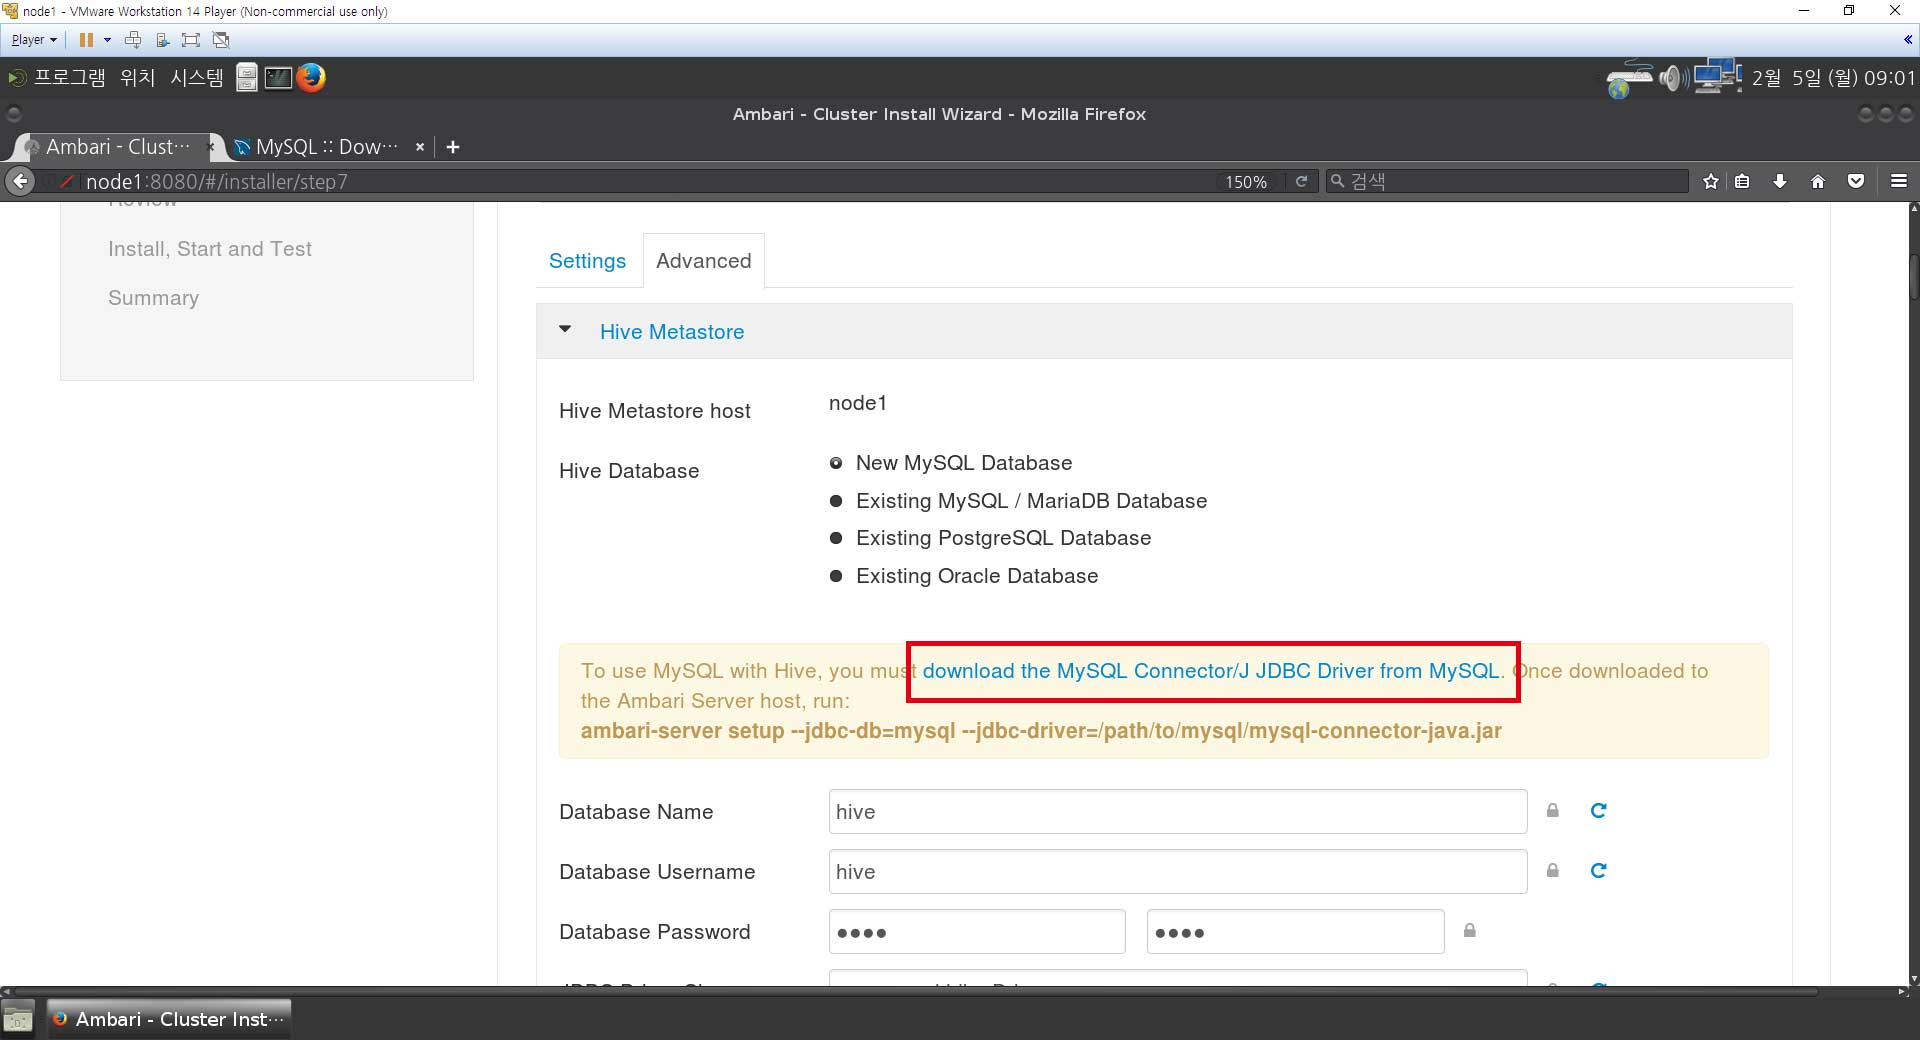 node1 - VMware Workstation 14 Player (Non-commercial use only)
Player
프로그램 위치 시스템
2월 5일 (월) 09:01
Ambari - Cluster Install Wizard - Mozilla Firefox
Ambari - Clust··· × MySQL :: Dow··· × +
node1:8080/#/installer/step7 150% 검색
Review
Install, Start and Test
Summary
Settings Advanced
Hive Metastore
Hive Metastore host node1
Hive Database
New MySQL Database
Existing MySQL / MariaDB Database
Existing PostgreSQL Database
Existing Oracle Database
To use MySQL with Hive, you must download the MySQL Connector/J JDBC Driver from MySQL. Once downloaded to
the Ambari Server host, run:
ambari-server setup --jdbc-db=mysql --jdbc-driver=/path/to/mysql/mysql-connector-java.jar
Database Name hive
Database Username hive
Database Password ●●●● ●●●●
Ambari - Cluster Inst···